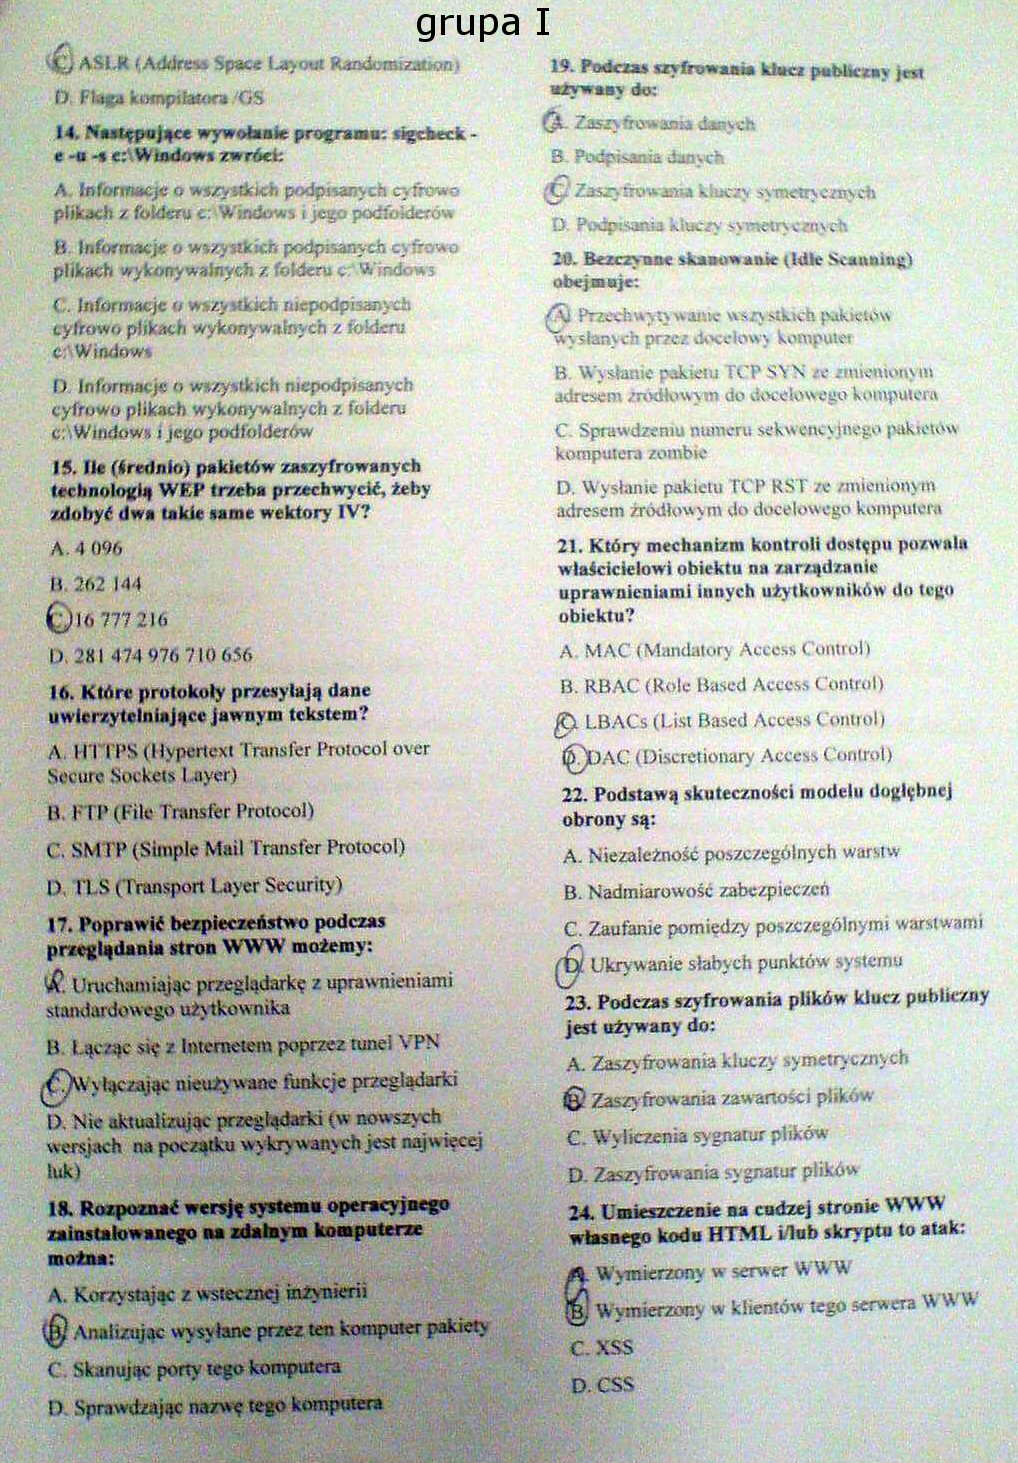 grupa I
C. ASLR (Address Space Layout Randomization)
D. Flaga kompilatora /GS
14. Następujące wywołanie programu: sigcheck -
e -u -s c:\Windows zwróci:
A. Informacje o wszystkich podpisanych cyfrowo
plikach z folderu c:\Windows i jego podfolderów
B. Informacje o wszystkich podpisanych cyfrowo
plikach wykonywalnych z folderu c:\Windows
C. Informacje o wszystkich niepodpisanych
cyfrowo plikach wykonywalnych z folderu
c:\Windows
D. Informacje o wszystkich niepodpisanych
cyfrowo plikach wykonywalnych z folderu
c:\Windows i jego podfolderów
15. Ile (średnio) pakietów zaszyfrowanych
technologią WEP trzeba przechwycić, żeby
zdobyć dwa takie same wektory IV?
A. 4 096
B. 262 144
C. 16 777 216
D. 281 474 976 710 656
16. Które protokoły przesyłają dane
uwierzytelniające jawnym tekstem?
A. HTTPS (Hypertext Transfer Protocol over
Secure Sockets Layer)
B. FTP (File Transfer Protocol)
C. SMTP (Simple Mail Transfer Protocol)
D. TLS (Transport Layer Security)
17. Poprawić bezpieczeństwo podczas
przeglądania stron WWW możemy:
A. Uruchamiając przeglądarkę z uprawnieniami
standardowego użytkownika
B. Łącząc się z Internetem poprzez tunel VPN
C. Wyłączając nieużywane funkcje przeglądarki
D. Nie aktualizując przeglądarki (w nowszych
wersjach na początku wykrywanych jest najwięcej
luk)
18. Rozpoznać wersję systemu operacyjnego
zainstalowanego na zdalnym komputerze
można:
A. Korzystając z wstecznej inżynierii
B. Analizując wysyłane przez ten komputer pakiety
C. Skanując porty tego komputera
D. Sprawdzając nazwę tego komputera
19. Podczas szyfrowania klucz publiczny jest
używany do:
A. Zaszyfrowania danych
B. Podpisania danych
C. Zaszyfrowania kluczy symetrycznych
D. Podpisania kluczy symetrycznych
20. Bezczynne skanowanie (Idle Scanning)
obejmuje:
A. Przechwytywanie wszystkich pakietów
wysłanych przez docelowy komputer
B. Wysłanie pakietu TCP SYN ze zmienionym
adresem źródłowym do docelowego komputera
C. Sprawdzeniu numeru sekwencyjnego pakietów
komputera zombie
D. Wysłanie pakietu TCP RST ze zmienionym
adresem źródłowym do docelowego komputera
21. Który mechanizm kontroli dostępu pozwala
właścicielowi obiektu na zarządzanie
uprawnieniami innych użytkowników do tego
obiektu?
A. MAC (Mandatory Access Control)
B. RBAC (Role Based Access Control)
C. LBACs (List Based Access Control)
D. DAC (Discretionary Access Control)
22. Podstawą skuteczności modelu dogłębnej
obrony są:
A. Niezależność poszczególnych warstw
B. Nadmiarowość zabezpieczeń
C. Zaufanie pomiędzy poszczególnymi warstwami
D. Ukrywanie słabych punktów systemu
23. Podczas szyfrowania plików klucz publiczny
jest używany do:
A. Zaszyfrowania kluczy symetrycznych
B. Zaszyfrowania zawartości plików
C. Wyliczenia sygnatur plików
D. Zaszyfrowania sygnatur plików
24. Umieszczenie na cudzej stronie WWW
własnego kodu HTML i/lub skryptu to atak:
A. Wymierzony w serwer WWW
B. Wymierzony w klientów tego serwera WWW
C. XSS
D. CSS